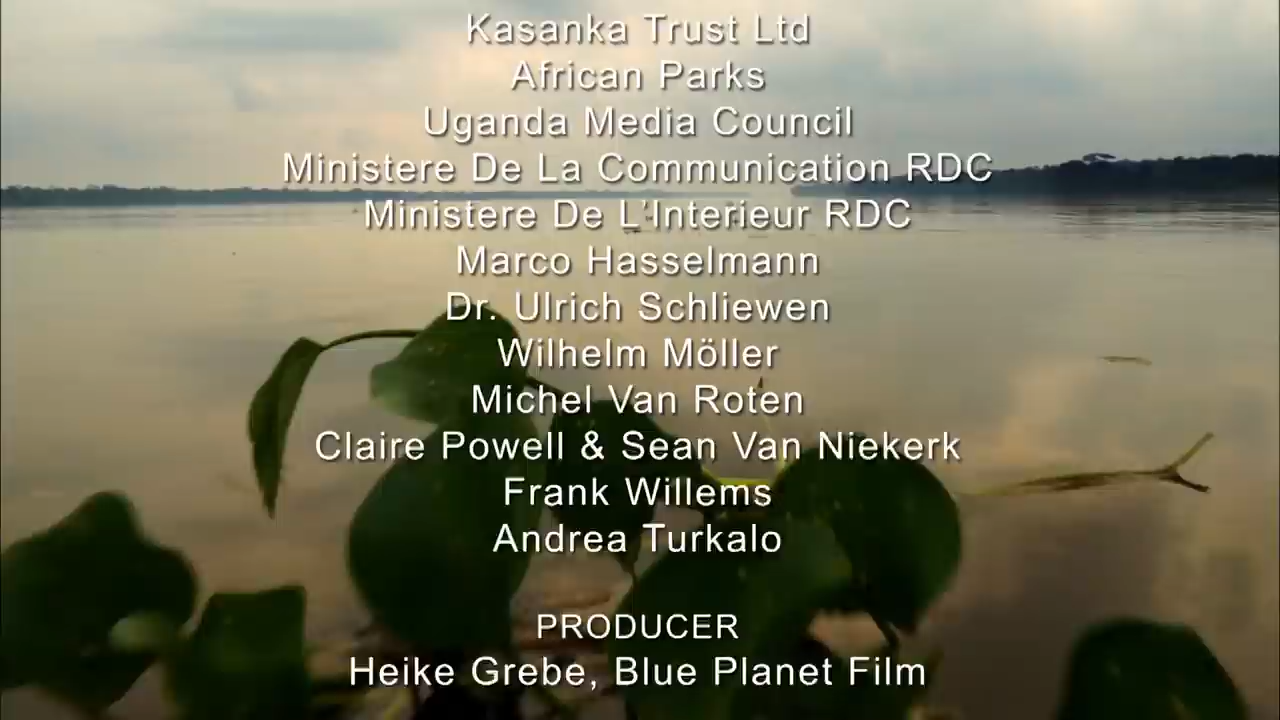 Kasanka Trust Ltd
African Parks
Uganda Media Council
Ministere De La Communication RDC
Ministere De L'Interieur RDC
Marco Hasselmann
Dr. Ulrich Schliewen
Wilhelm Möller
Michel Van Roten
Claire Powell & Sean Van Niekerk
Frank Willems
Andrea Turkalo
PRODUCER
Heike Grebe, Blue Planet Film